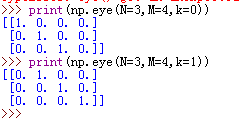 >>> print(np.eye(N=3,M=4,k=0))
[[1. 0. 0. 0.]
 [0. 1. 0. 0.]
 [0. 0. 1. 0.]]
>>> print(np.eye(N=3,M=4,k=1))
[[0. 1. 0. 0.]
 [0. 0. 1. 0.]
 [0. 0. 0. 1.]]
>>>